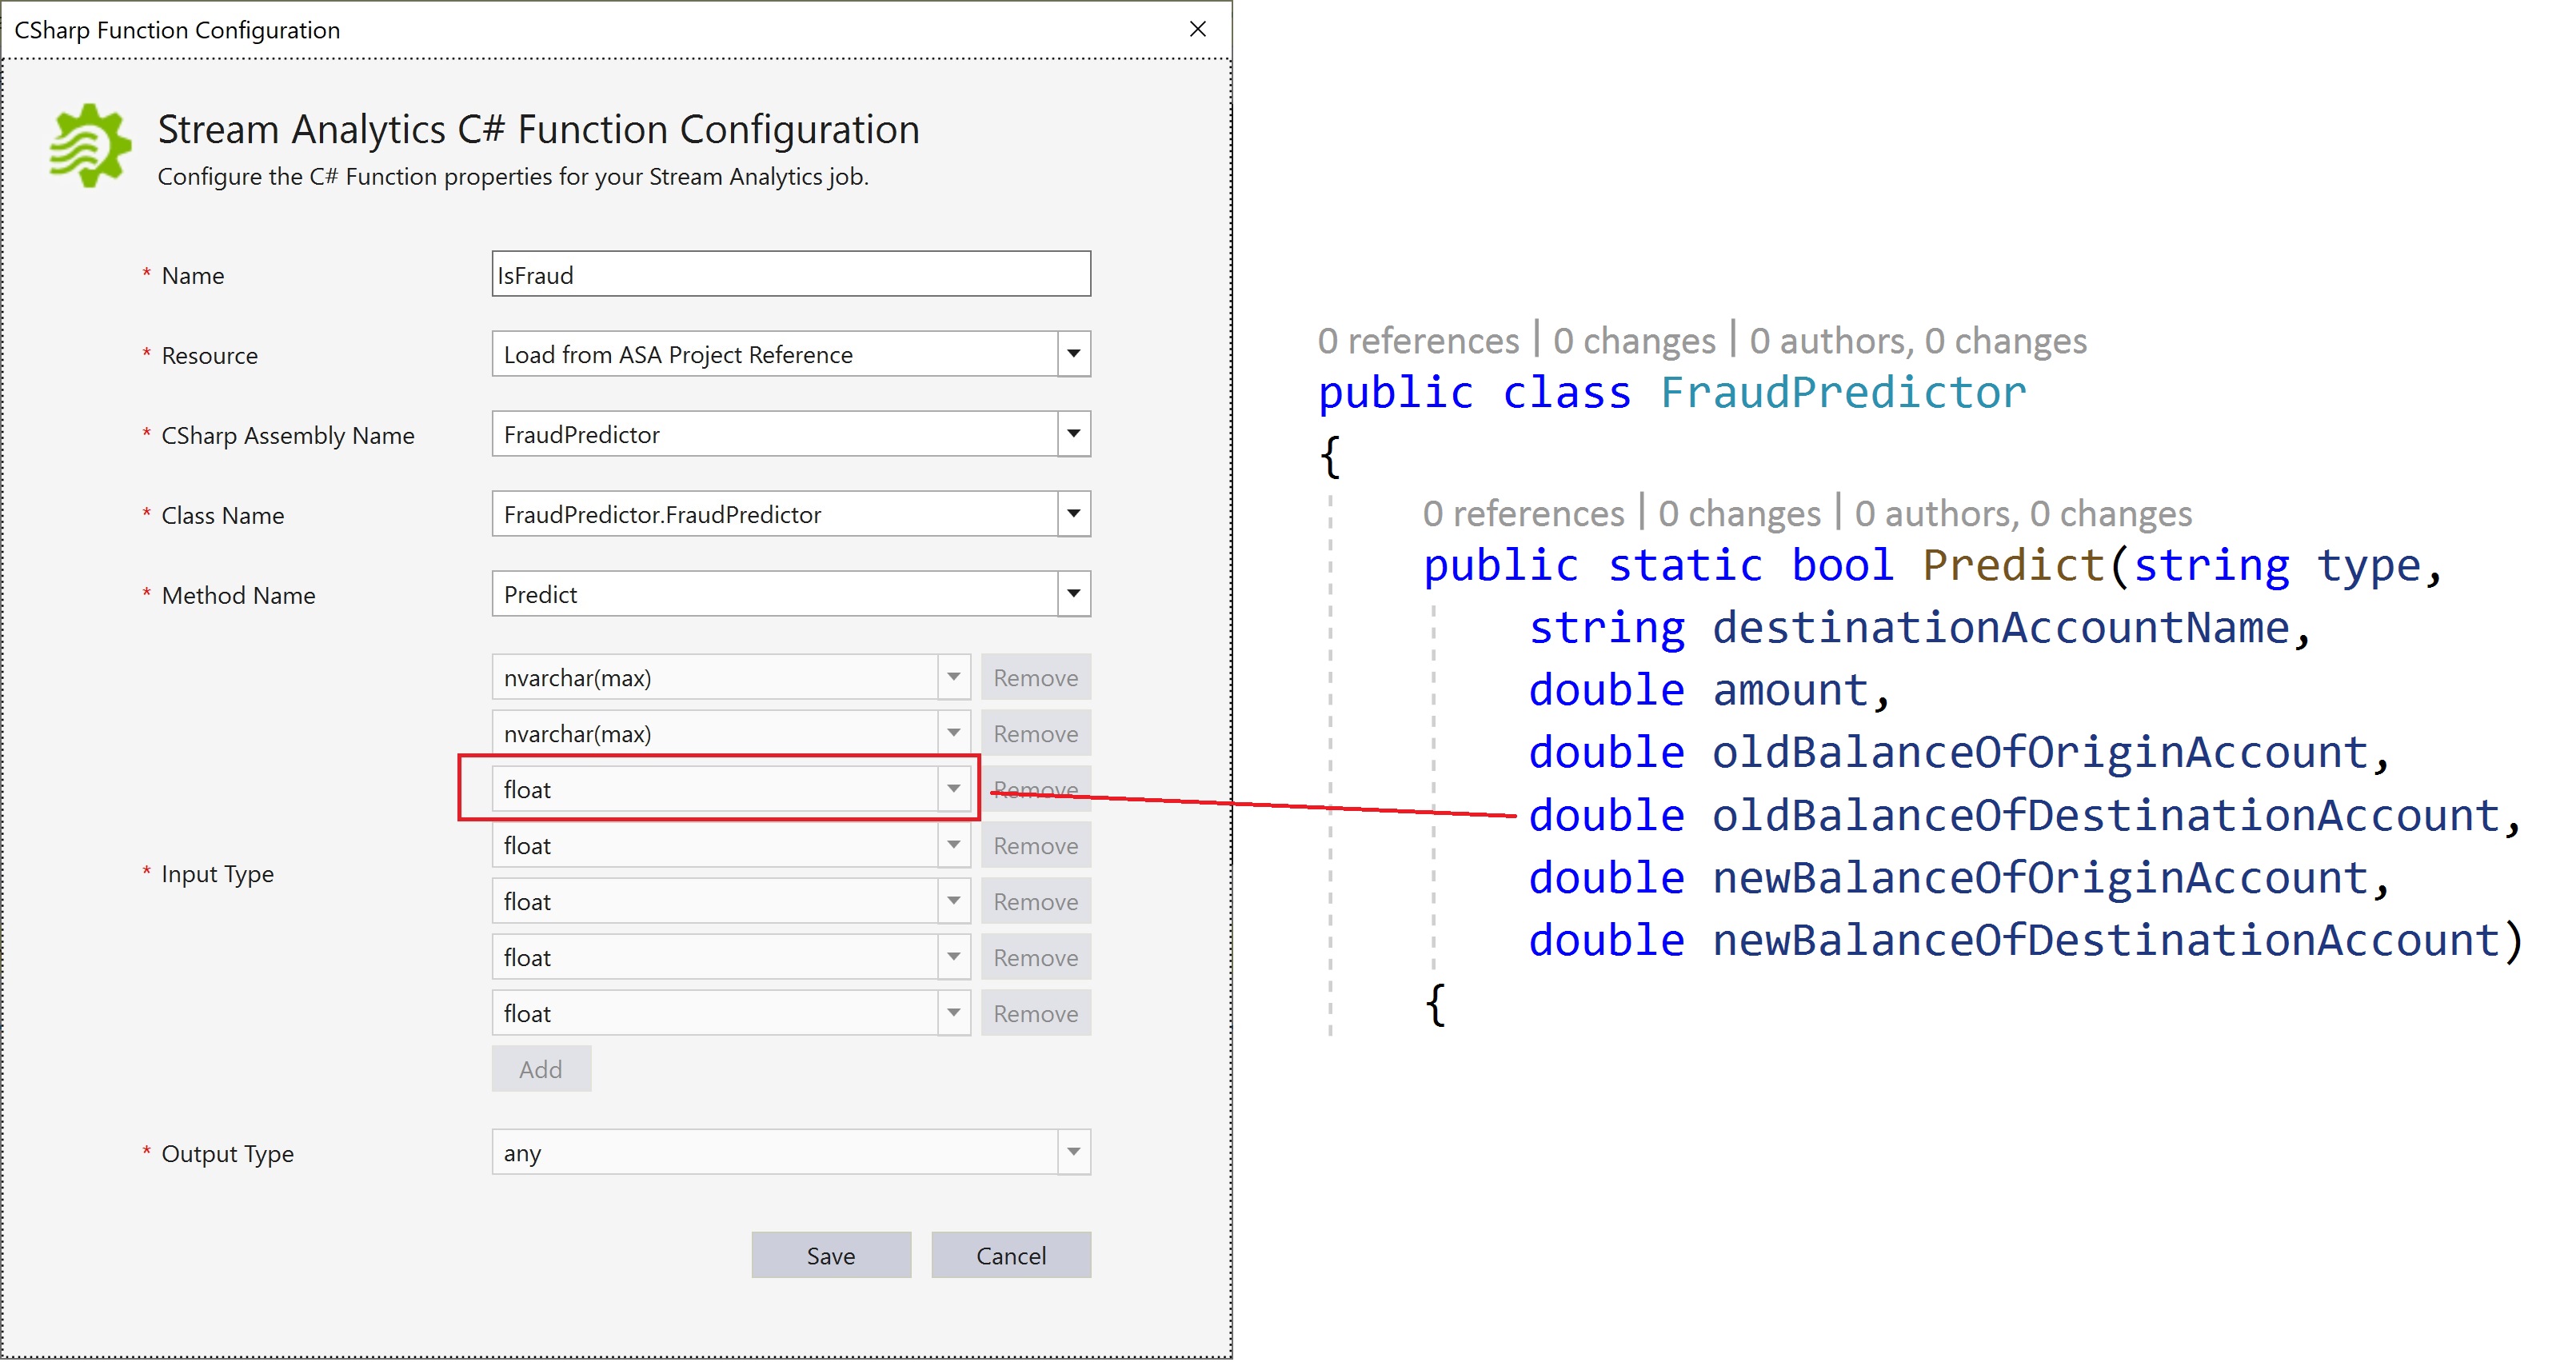 CSharp Function Configuration
Stream Analytics C# Function Configuration
Configure the C# Function properties for your Stream Analytics job.
* Name IsFraud
* Resource Load from ASA Project Reference
* CSharp Assembly Name FraudPredictor
* Class Name FraudPredictor.FraudPredictor
* Method Name Predict
nvarchar(max) Remove
nvarchar(max) Remove
float Remove
float Remove
* Input Type
float Remove
float Remove
float Remove
Add
* Output Type any
Save Cancel
0 references | 0 changes | 0 authors, 0 changes
public class FraudPredictor
{
0 references | 0 changes | 0 authors, 0 changes
public static bool Predict(string type,
string destinationAccountName,
double amount,
double oldBalanceOfOriginAccount,
double oldBalanceOfDestinationAccount,
double newBalanceOfOriginAccount,
double newBalanceOfDestinationAccount)
{